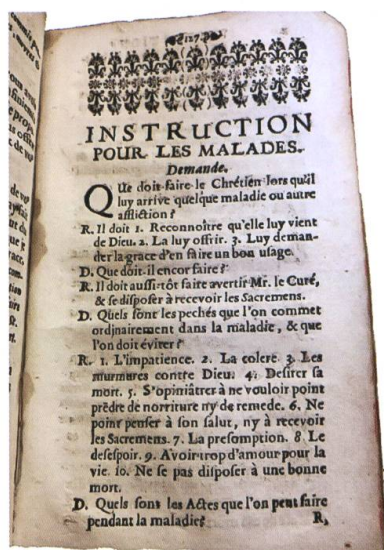 127
INSTRUCTION
POUR LES MALADES.
Demande.
QUe doit-faire le Chrétien lors qu'il
luy arrive quelque maladie ou autre
affliction ?
R. Il doit 1. Reconnoître qu'elle luy vient
de Dieu. 2. La luy offrir. 3. Luy deman-
der la grace d'en faire un bon usage.
D. Que doit-il encor faire ?
R. Il doit aussi-tôt faire avertir Mr. le Curé,
& se disposer à recevoir les Sacremens.
D. Quels sont les pechés que l'on commet
ordinairement dans la maladie, & que
l'on doit éviter ?
R. 1. L'impatience. 2. La colere. 3. Les
murmures contre Dieu. 4. Desirer sa
mort. 5. S'opiniâtrer à ne vouloir point
prêdre de norriture ny de remede. 6. Ne
point penser à son salut, ny à recevoir
les Sacremens. 7. La presomption. 8. Le
desespoir. 9. Avoir trop d'amour pour la
vie. 10. Ne se pas disposer à une bonne
mort.
D. Quels sont les Actes que l'on peut faire
pendant la maladie ?
R,